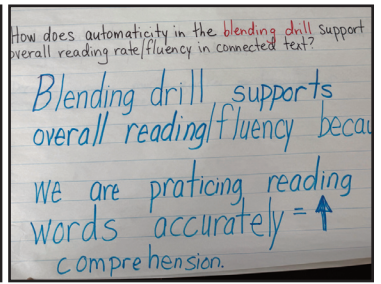 How does automaticity in the blending drill support
overall reading rate/fluency in connected text?
Blending drill supports
overall reading/fluency becau
we are praticing reading
words accurately = ↑
comprehension.